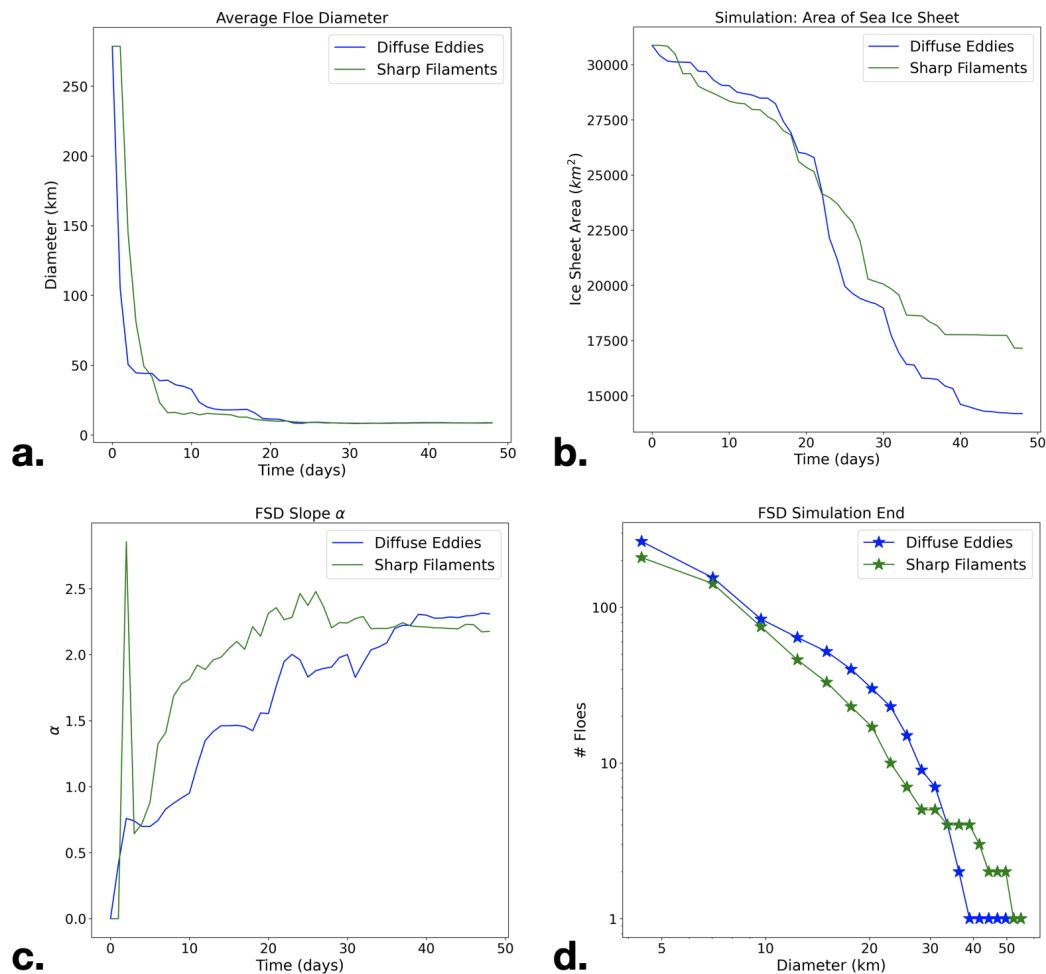 Average Floe Diameter
Diffuse Eddies
Sharp Filaments
250
200
150
100
50
0
Diameter (km)
0 10 20 30 40 50
Time (days)
a.
Simulation: Area of Sea Ice Sheet
Diffuse Eddies
Sharp Filaments
30000
27500
25000
22500
20000
17500
15000
Ice Sheet Area (km²)
0 10 20 30 40 50
Time (days)
b.
FSD Slope α
Diffuse Eddies
Sharp Filaments
2.5
2.0
1.5
1.0
0.5
0.0
α
0 10 20 30 40 50
Time (days)
c.
FSD Simulation End
Diffuse Eddies
Sharp Filaments
100
10
1
# Floes
5 10 20 30 40 50
Diameter (km)
d.